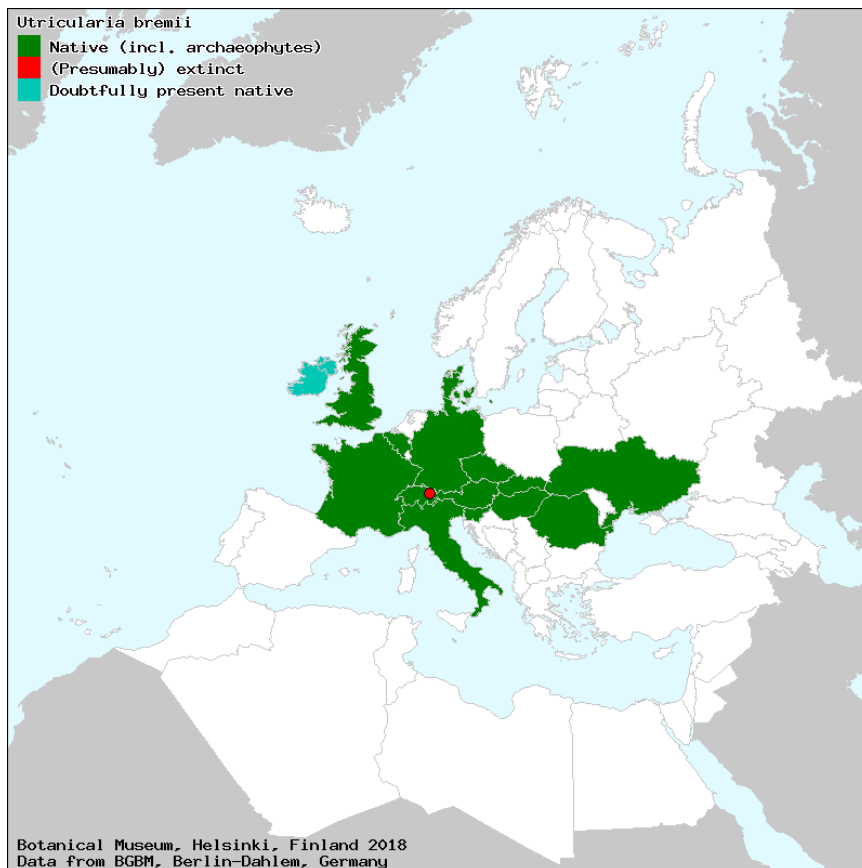 Utricularia bremii
Native (incl. archaeophytes)
(Presumably) extinct
Doubtfully present native
Botanical Museum, Helsinki, Finland 2018
Data from BGBM, Berlin-Dahlem, Germany